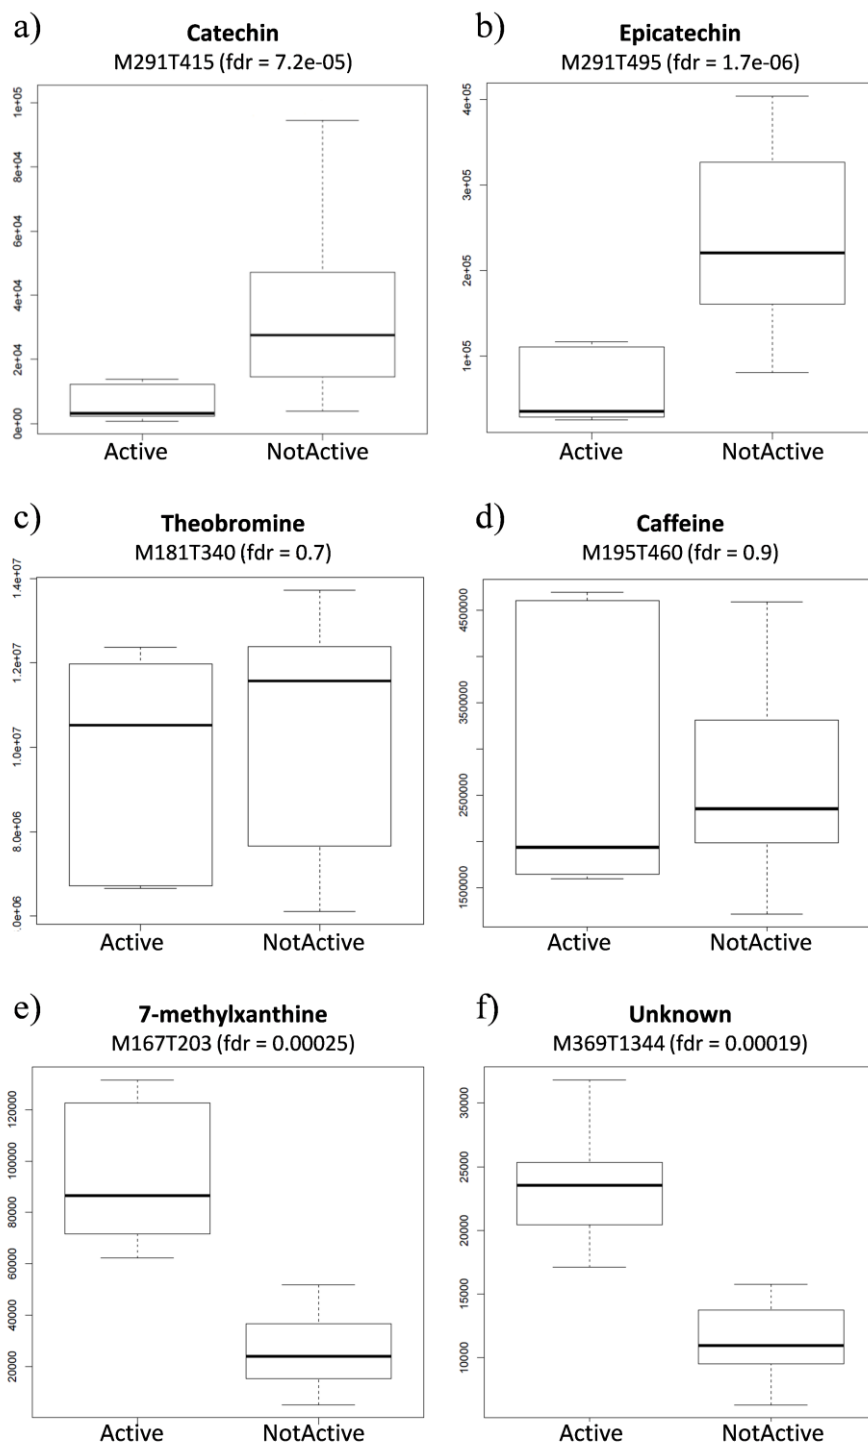 a)
Catechin
M291T415 (fdr = 7.2e-05)
1e+05
8e+04
6e+04
4e+04
2e+04
0e+00
Active NotActive
b)
Epicatechin
M291T495 (fdr = 1.7e-06)
4e+05
3e+05
2e+05
1e+05
Active NotActive
c)
Theobromine
M181T340 (fdr = 0.7)
1.4e+07
1.2e+07
1.0e+07
8.0e+06
.0e+06
Active NotActive
d)
Caffeine
M195T460 (fdr = 0.9)
4500000
3500000
2500000
1500000
Active NotActive
e)
7-methylxanthine
M167T203 (fdr = 0.00025)
120000
100000
80000
60000
40000
20000
Active NotActive
f)
Unknown
M369T1344 (fdr = 0.00019)
30000
25000
20000
15000
10000
Active NotActive